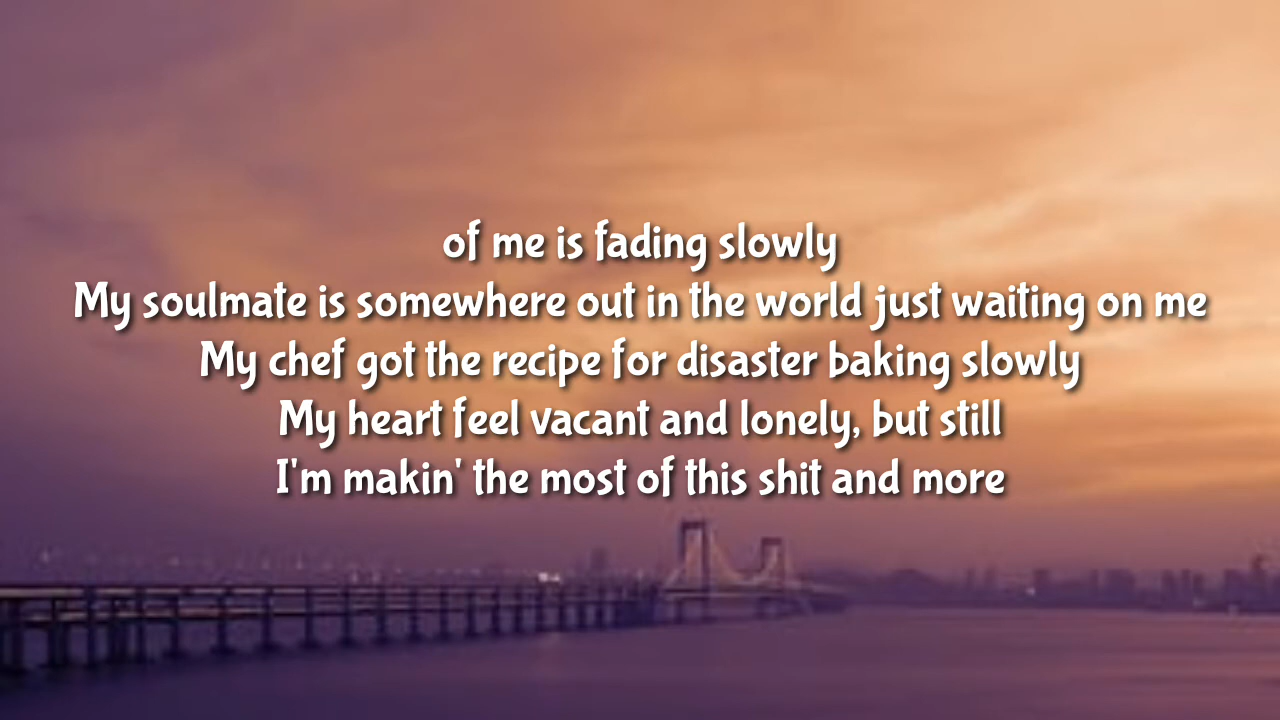 of me is fading slowly
My soulmate is somewhere out in the world just waiting on me
My chef got the recipe for disaster baking slowly
My heart feel vacant and lonely, but still
I'm makin' the most of this shit and more